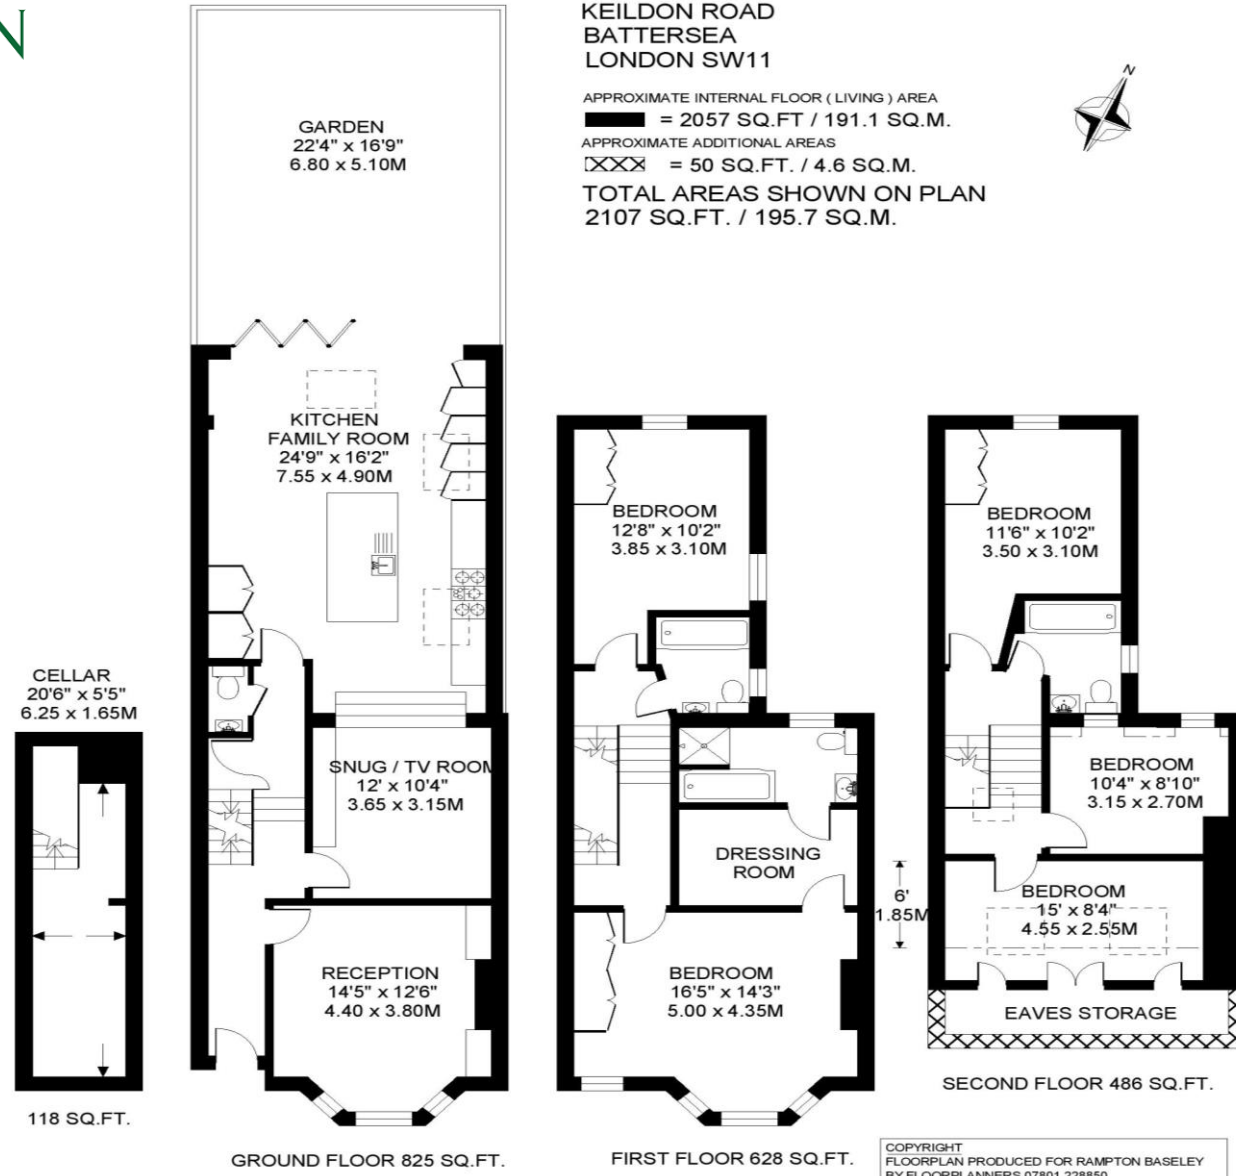 N
KEILDON ROAD
BATTERSEA
LONDON SW11
APPROXIMATE INTERNAL FLOOR ( LIVING ) AREA
= 2057 SQ.FT / 191.1 SQ.M.
APPROXIMATE ADDITIONAL AREAS
= 50 SQ.FT. / 4.6 SQ.M.
TOTAL AREAS SHOWN ON PLAN
2107 SQ.FT. / 195.7 SQ.M.
N
GARDEN
22'4" x 16'9"
6.80 x 5.10M
KITCHEN
FAMILY ROOM
24'9" x 16'2"
7.55 x 4.90M
SNUG / TV ROOM
12' x 10'4"
3.65 x 3.15M
RECEPTION
14'5" x 12'6"
4.40 x 3.80M
CELLAR
20'6" x 5'5"
6.25 x 1.65M
118 SQ.FT.
GROUND FLOOR 825 SQ.FT.
BEDROOM
12'8" x 10'2"
3.85 x 3.10M
DRESSING
ROOM
BEDROOM
16'5" x 14'3"
5.00 x 4.35M
FIRST FLOOR 628 SQ.FT.
BEDROOM
11'6" x 10'2"
3.50 x 3.10M
BEDROOM
10'4" x 8'10"
3.15 x 2.70M
6'
1.85M
BEDROOM
15' x 8'4"
4.55 x 2.55M
EAVES STORAGE
SECOND FLOOR 486 SQ.FT.
COPYRIGHT
FLOORPLAN PRODUCED FOR RAMPTON BASELEY
BY FLOORPLANNERS 07801 228850